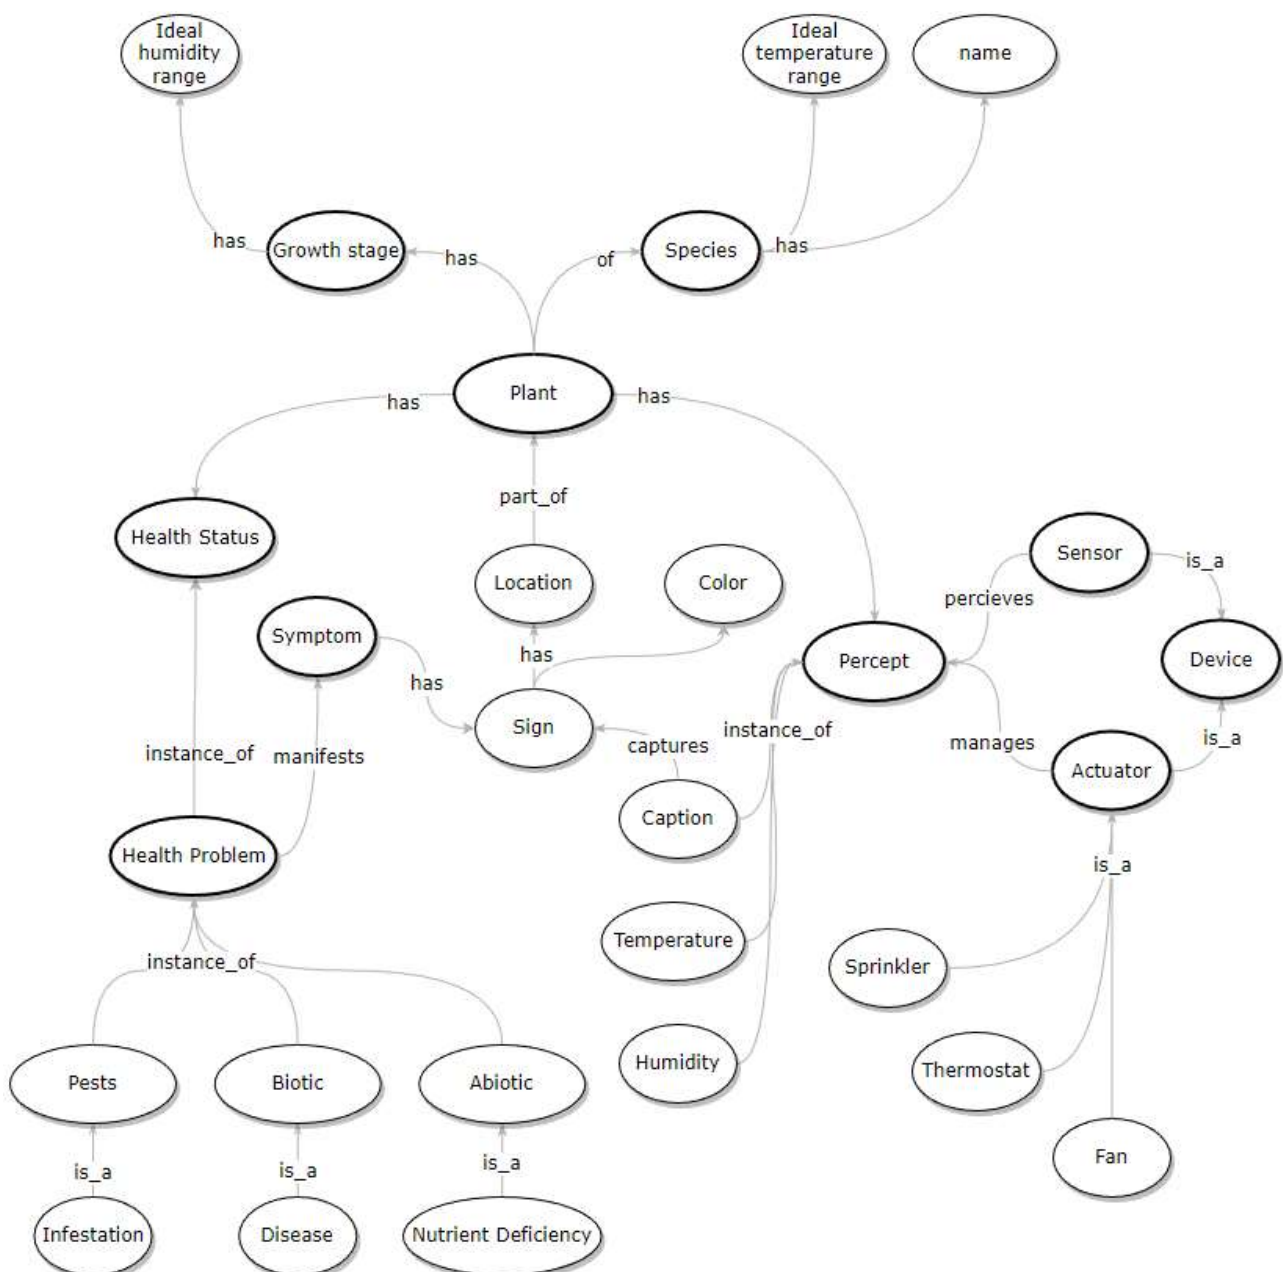 Ideal
humidity
range
Ideal
temperature
range
name
has
Growth stage
has
of
Species
has
Plant
has
has
part_of
Health Status
Location
Color
Sensor
is_a
percieves
Symptom
has
Percept
Device
has
Sign
captures
instance_of
manages
is_a
instance_of
manifests
Actuator
Caption
Health Problem
is_a
Temperature
Sprinkler
instance_of
Humidity
Thermostat
Pests
Biotic
Abiotic
Fan
is_a
is_a
is_a
Infestation
Disease
Nutrient Deficiency